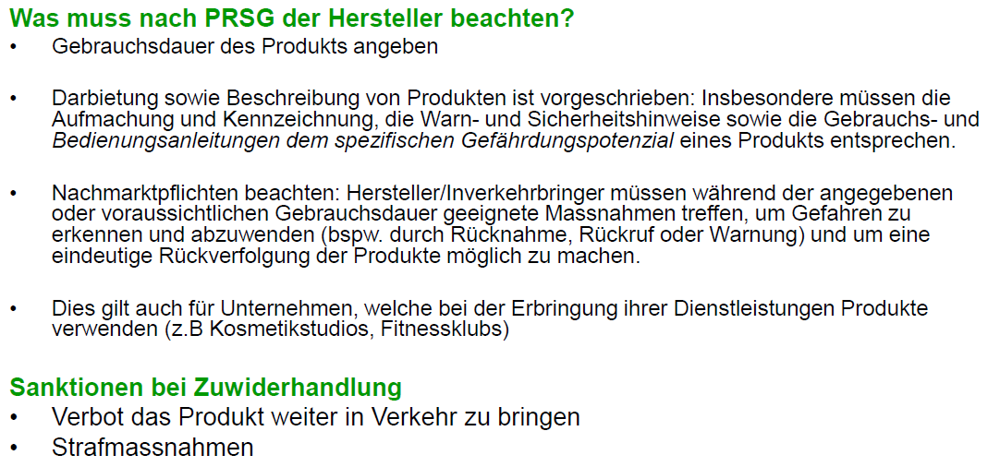 Was muss nach PRSG der Hersteller beachten?
• Gebrauchsdauer des Produkts angeben
• Darbietung sowie Beschreibung von Produkten ist vorgeschrieben: Insbesondere müssen die
Aufmachung und Kennzeichnung, die Warn- und Sicherheitshinweise sowie die Gebrauchs- und
Bedienungsanleitungen dem spezifischen Gefährdungspotenzial eines Produkts entsprechen.
• Nachmarktpflichten beachten: Hersteller/Inverkehrbringer müssen während der angegebenen
oder voraussichtlichen Gebrauchsdauer geeignete Massnahmen treffen, um Gefahren zu
erkennen und abzuwenden (bspw. durch Rücknahme, Rückruf oder Warnung) und um eine
eindeutige Rückverfolgung der Produkte möglich zu machen.
• Dies gilt auch für Unternehmen, welche bei der Erbringung ihrer Dienstleistungen Produkte
verwenden (z.B Kosmetikstudios, Fitnessklubs)
Sanktionen bei Zuwiderhandlung
• Verbot das Produkt weiter in Verkehr zu bringen
• Strafmassnahmen